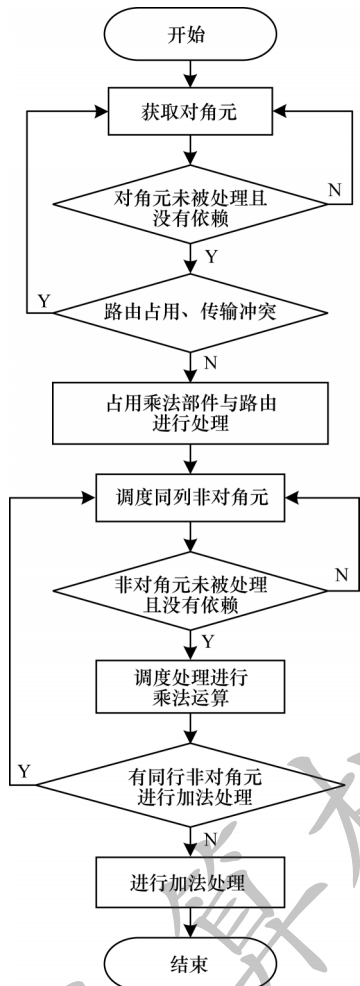 开始
获取对角元
N
对角元未被处理且
没有依赖
Y
Y
路由占用、传输冲突
N
占用乘法部件与路由
进行处理
调度同列非对角元
N
非对角元未被处理
且没有依赖
Y
调度处理进行
乘法运算
Y
有同行非对角元
进行加法处理
N
进行加法处理
结束